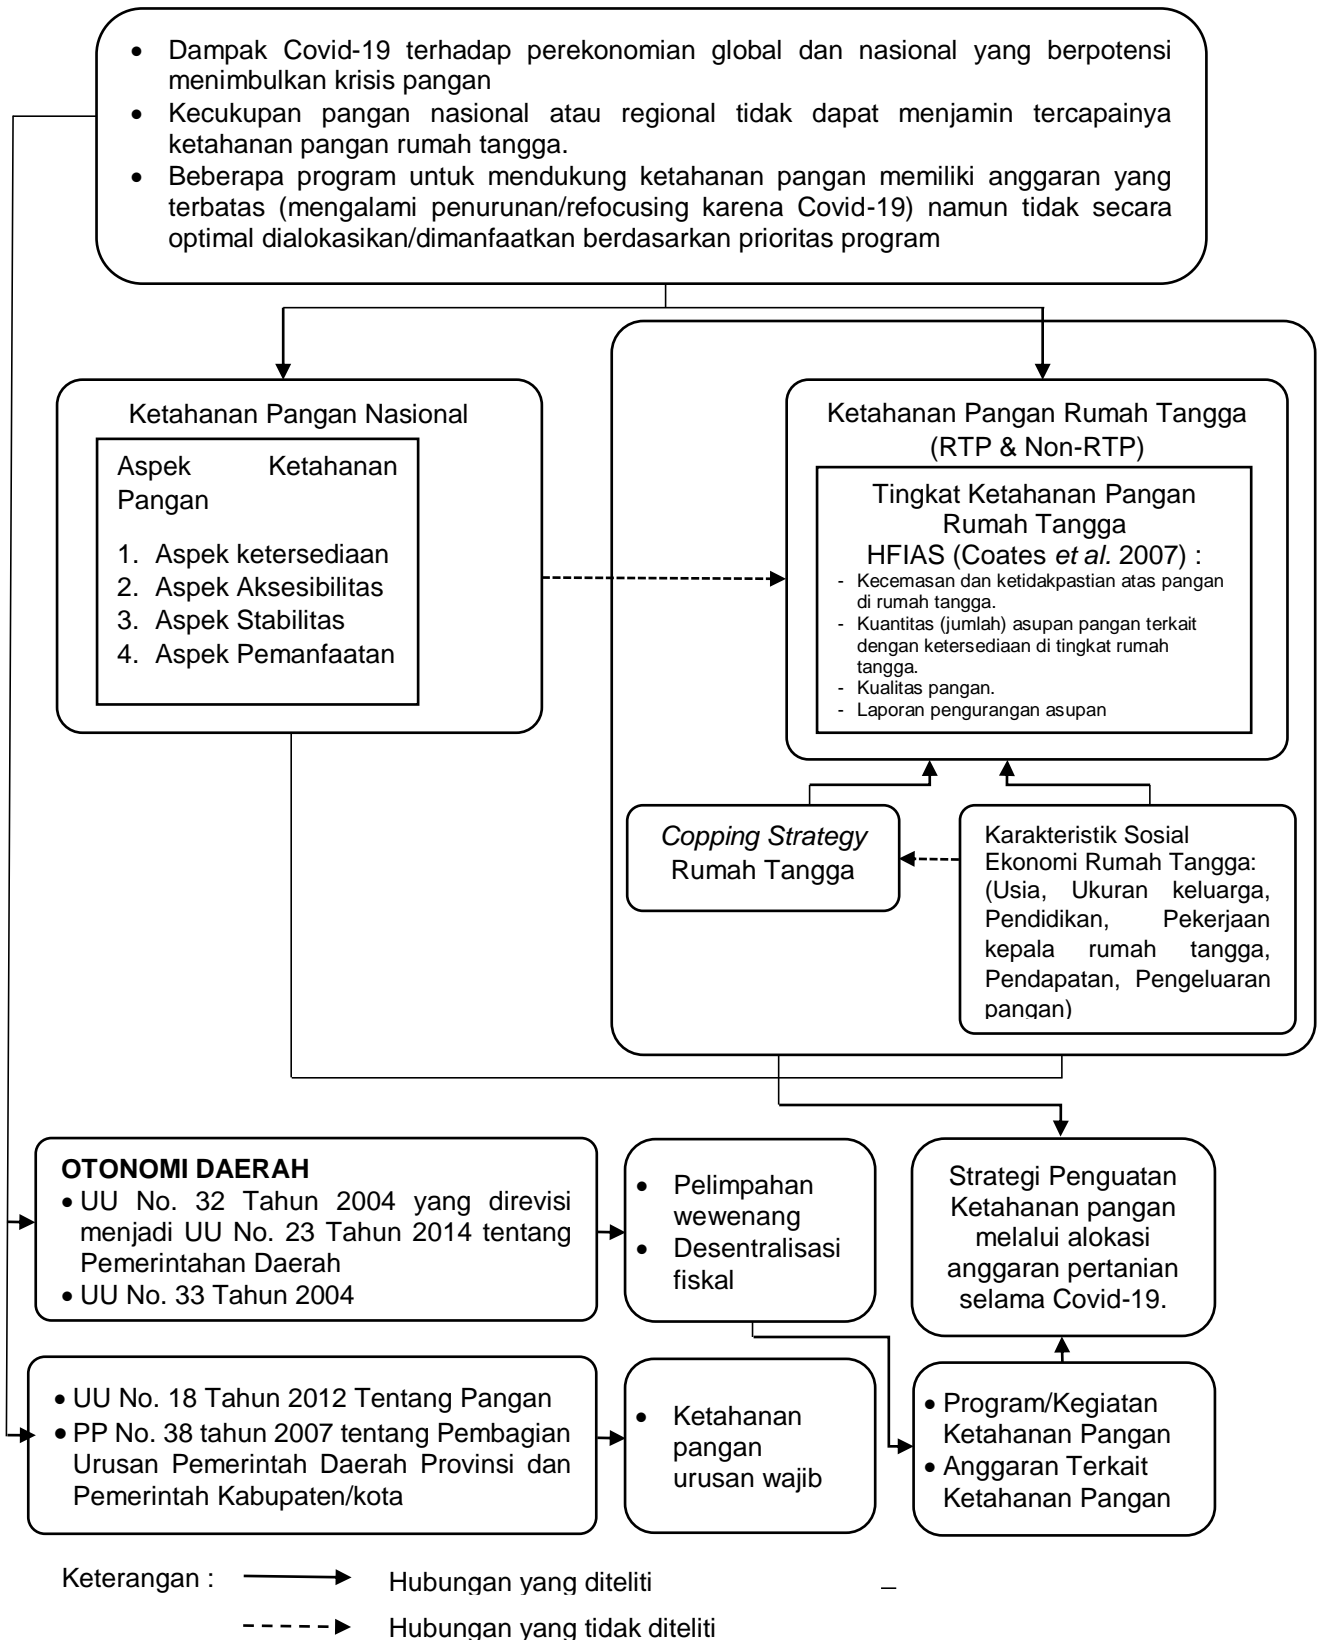 • Dampak Covid-19 terhadap perekonomian global dan nasional yang berpotensi
menimbulkan krisis pangan
• Kecukupan pangan nasional atau regional tidak dapat menjamin tercapainya
ketahanan pangan rumah tangga.
• Beberapa program untuk mendukung ketahanan pangan memiliki anggaran yang
terbatas (mengalami penurunan/refocusing karena Covid-19) namun tidak secara
optimal dialokasikan/dimanfaatkan berdasarkan prioritas program
Ketahanan Pangan Nasional
Aspek Ketahanan
Pangan
1. Aspek ketersediaan
2. Aspek Aksesibilitas
3. Aspek Stabilitas
4. Aspek Pemanfaatan
Ketahanan Pangan Rumah Tangga
(RTP & Non-RTP)
Tingkat Ketahanan Pangan
Rumah Tangga
HFIAS (Coates et al. 2007) :
- Kecemasan dan ketidakpastian atas pangan
di rumah tangga.
- Kuantitas (jumlah) asupan pangan terkait
dengan ketersediaan di tingkat rumah
tangga.
- Kualitas pangan.
- Laporan pengurangan asupan
Copping Strategy
Rumah Tangga
Karakteristik Sosial
Ekonomi Rumah Tangga:
(Usia, Ukuran keluarga,
Pendidikan, Pekerjaan
kepala rumah tangga,
Pendapatan, Pengeluaran
pangan)
OTONOMI DAERAH
• UU No. 32 Tahun 2004 yang direvisi
menjadi UU No. 23 Tahun 2014 tentang
Pemerintahan Daerah
• UU No. 33 Tahun 2004
• Pelimpahan
wewenang
• Desentralisasi
fiskal
Strategi Penguatan
Ketahanan pangan
melalui alokasi
anggaran pertanian
selama Covid-19.
• UU No. 18 Tahun 2012 Tentang Pangan
• PP No. 38 tahun 2007 tentang Pembagian
Urusan Pemerintah Daerah Provinsi dan
Pemerintah Kabupaten/kota
• Ketahanan
pangan
urusan wajib
• Program/Kegiatan
Ketahanan Pangan
• Anggaran Terkait
Ketahanan Pangan
Keterangan :
Hubungan yang diteliti
Hubungan yang tidak diteliti